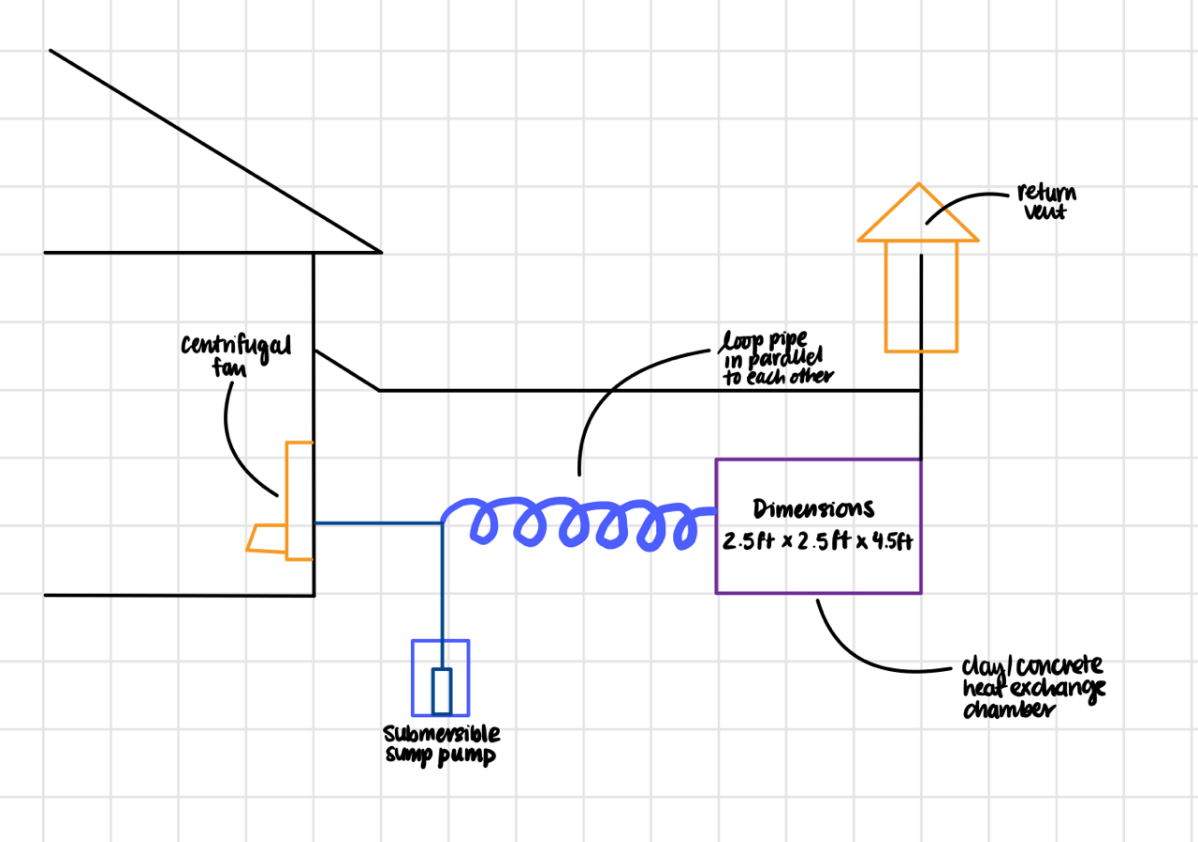 return
vent
centrifugal
fan
loop pipe
in parallel
to each other
Dimensions
2.5ft x 2.5ft x 4.5ft
clay/concrete
heat exchange
chamber
Submersible
sump pump